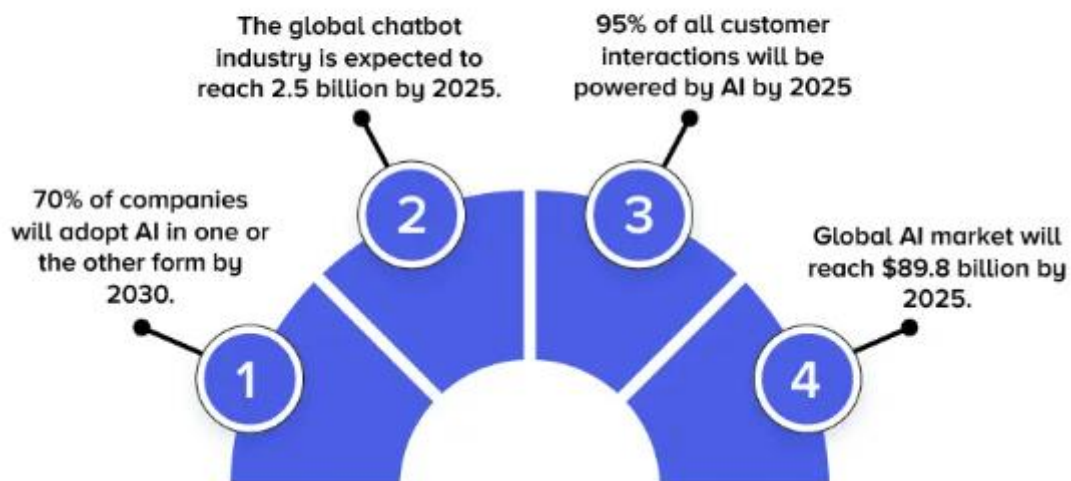 The global chatbot
industry is expected to
reach 2.5 billion by 2025.
95% of all customer
interactions will be
powered by AI by 2025
70% of companies
will adopt AI in one or
the other form by
2030.
Global AI market will
reach $89.8 billion by
2025.
1
2
3
4